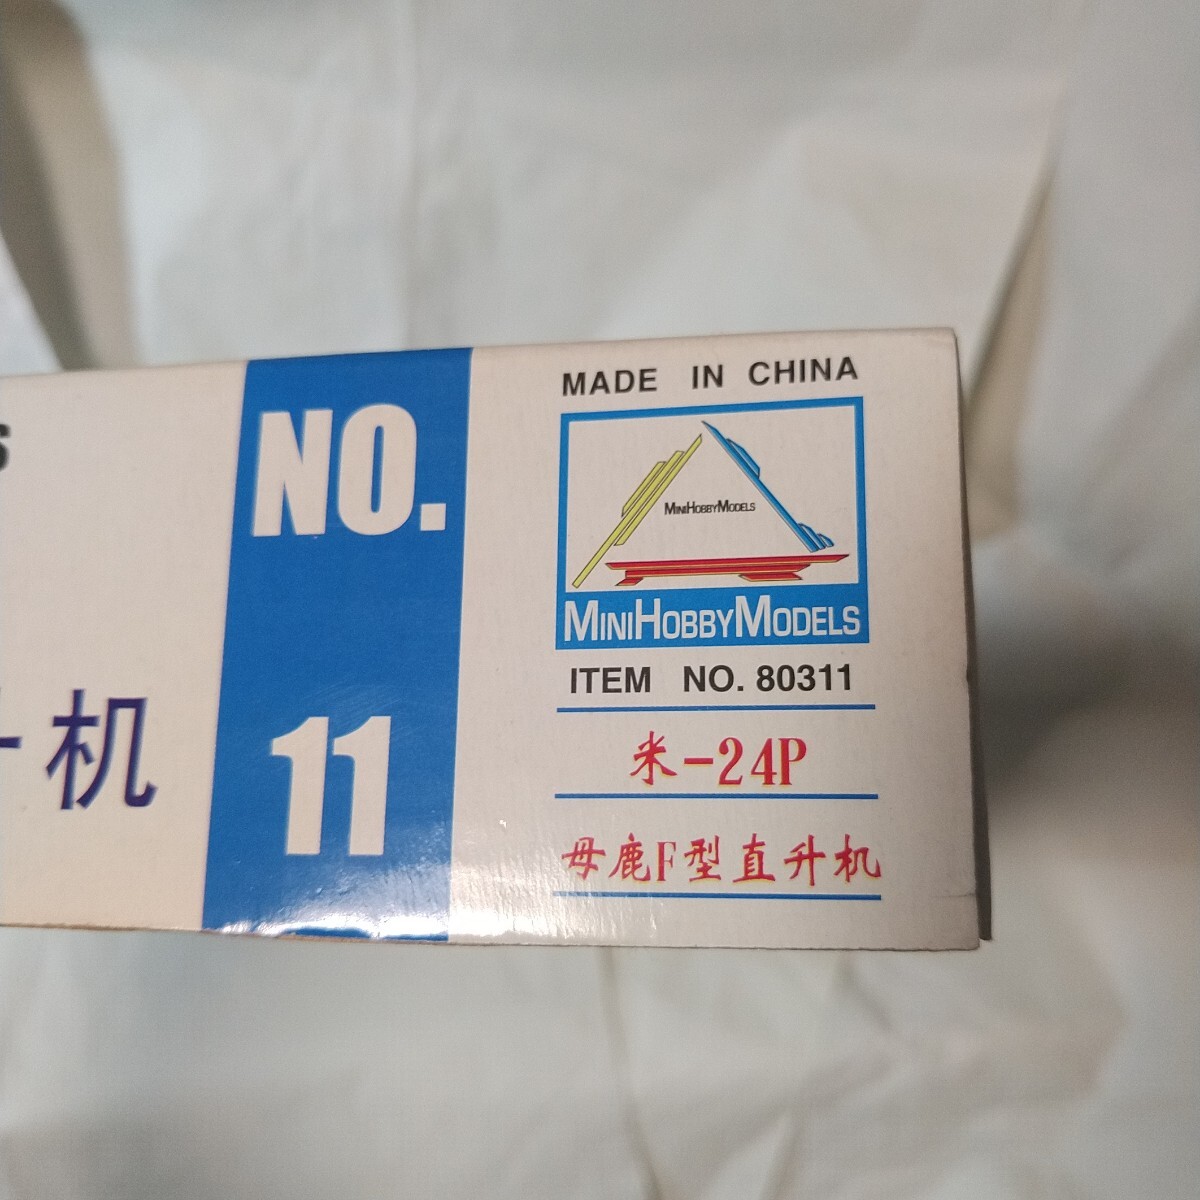 机
NO.
11
MADE IN CHINA
MINIHOBBYMODELS
MINIHOBBYMODELS
ITEM NO. 80311
米-24P
母鹿F型直升机